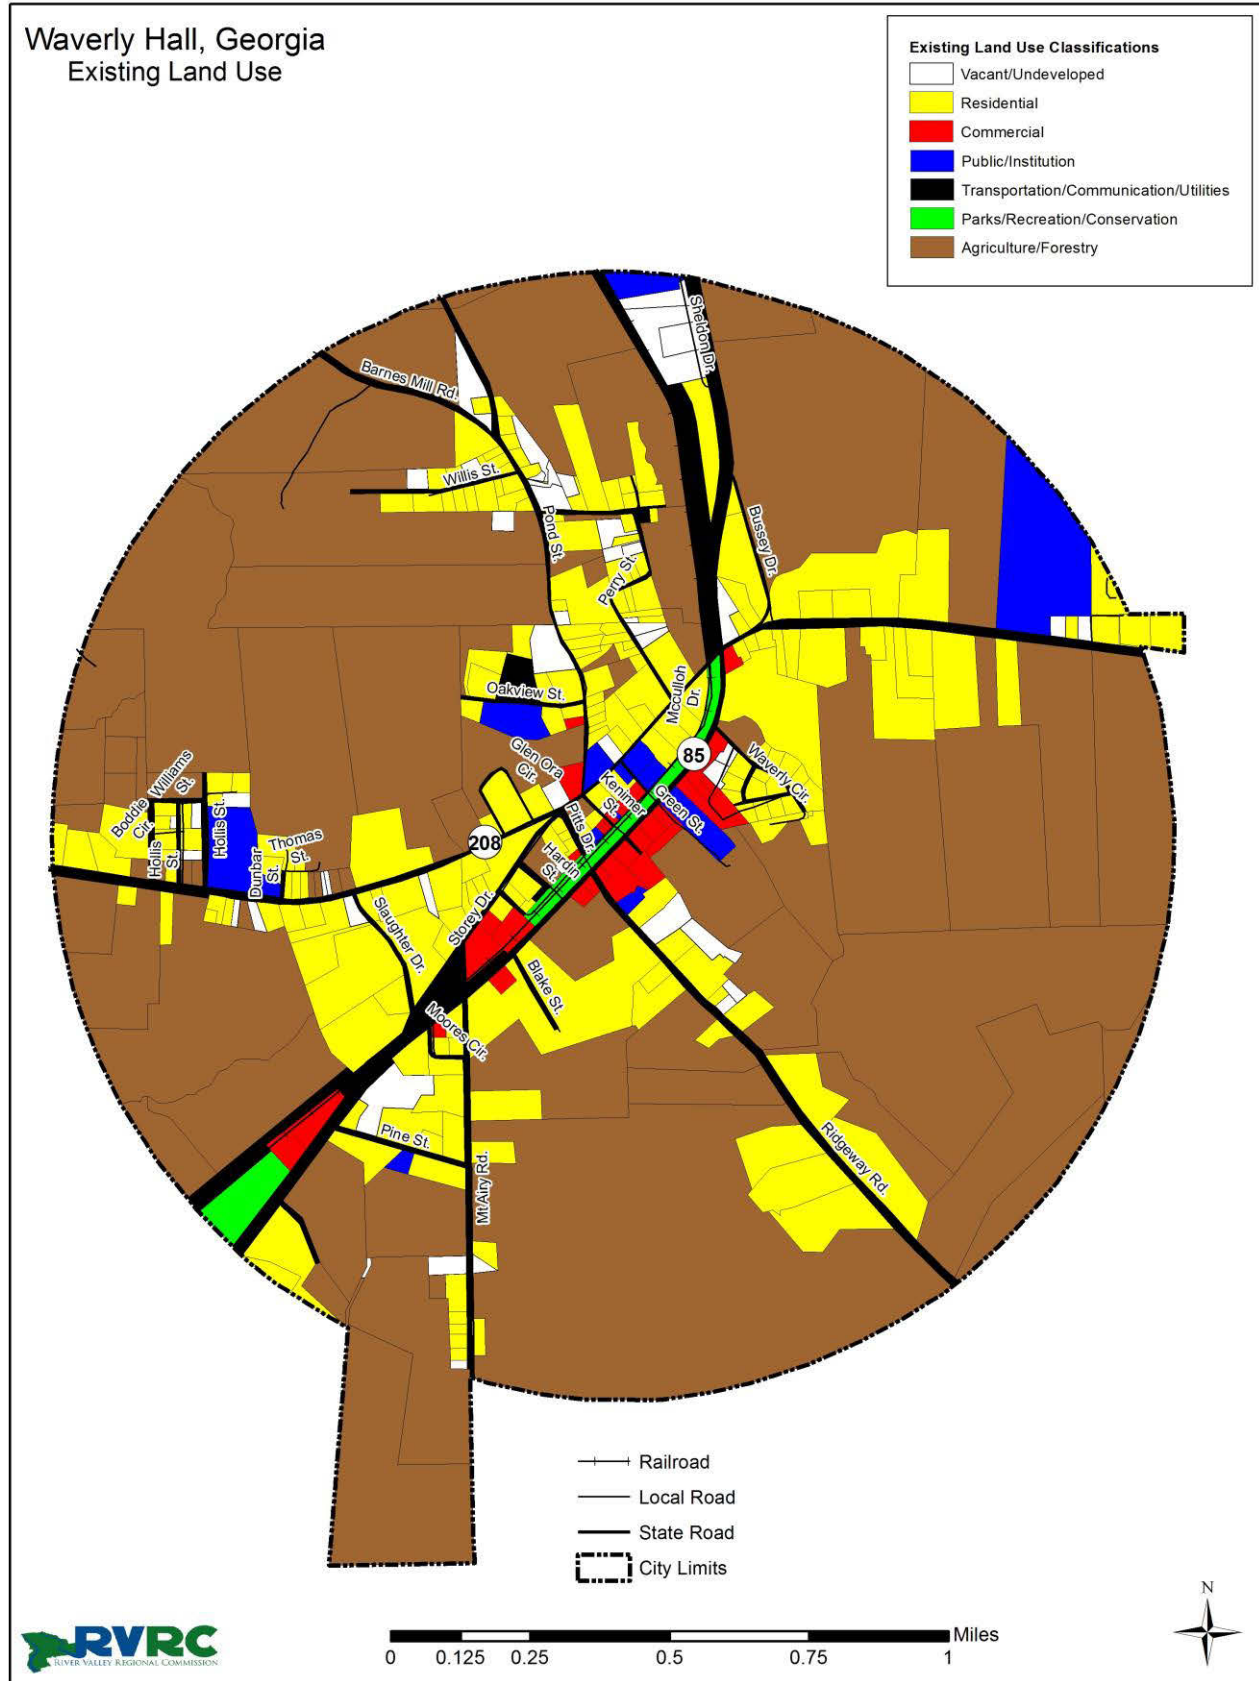 Waverly Hall, Georgia
Existing Land Use
Existing Land Use Classifications
Vacant/Undeveloped
Residential
Commercial
Public/Institution
Transportation/Communication/Utilities
Parks/Recreation/Conservation
Agriculture/Forestry
Sheldon Dr.
Barnes Mill Rd.
Willis St.
Pond St.
Bussey Dr.
Perry St.
Oakview St.
Mcculloh
Dr.
85
Waverly Cir.
Glen Ora
Cir.
Kenimer
St.
Green St.
Pitts Dr.
Hardin
St.
208
Williams
St.
Boddie
Cir.
Hollis
St.
Hollis St.
Dunbar
St.
Thomas
St.
Storey Dr.
Slaughter Dr.
Blake St.
Moores Cir.
Pine St.
Mt Airy Rd.
Ridgeway Rd.
Railroad
Local Road
State Road
City Limits
RVRC
RIVER VALLEY REGIONAL COMMISSION
N
Miles
0 0.125 0.25 0.5 0.75 1